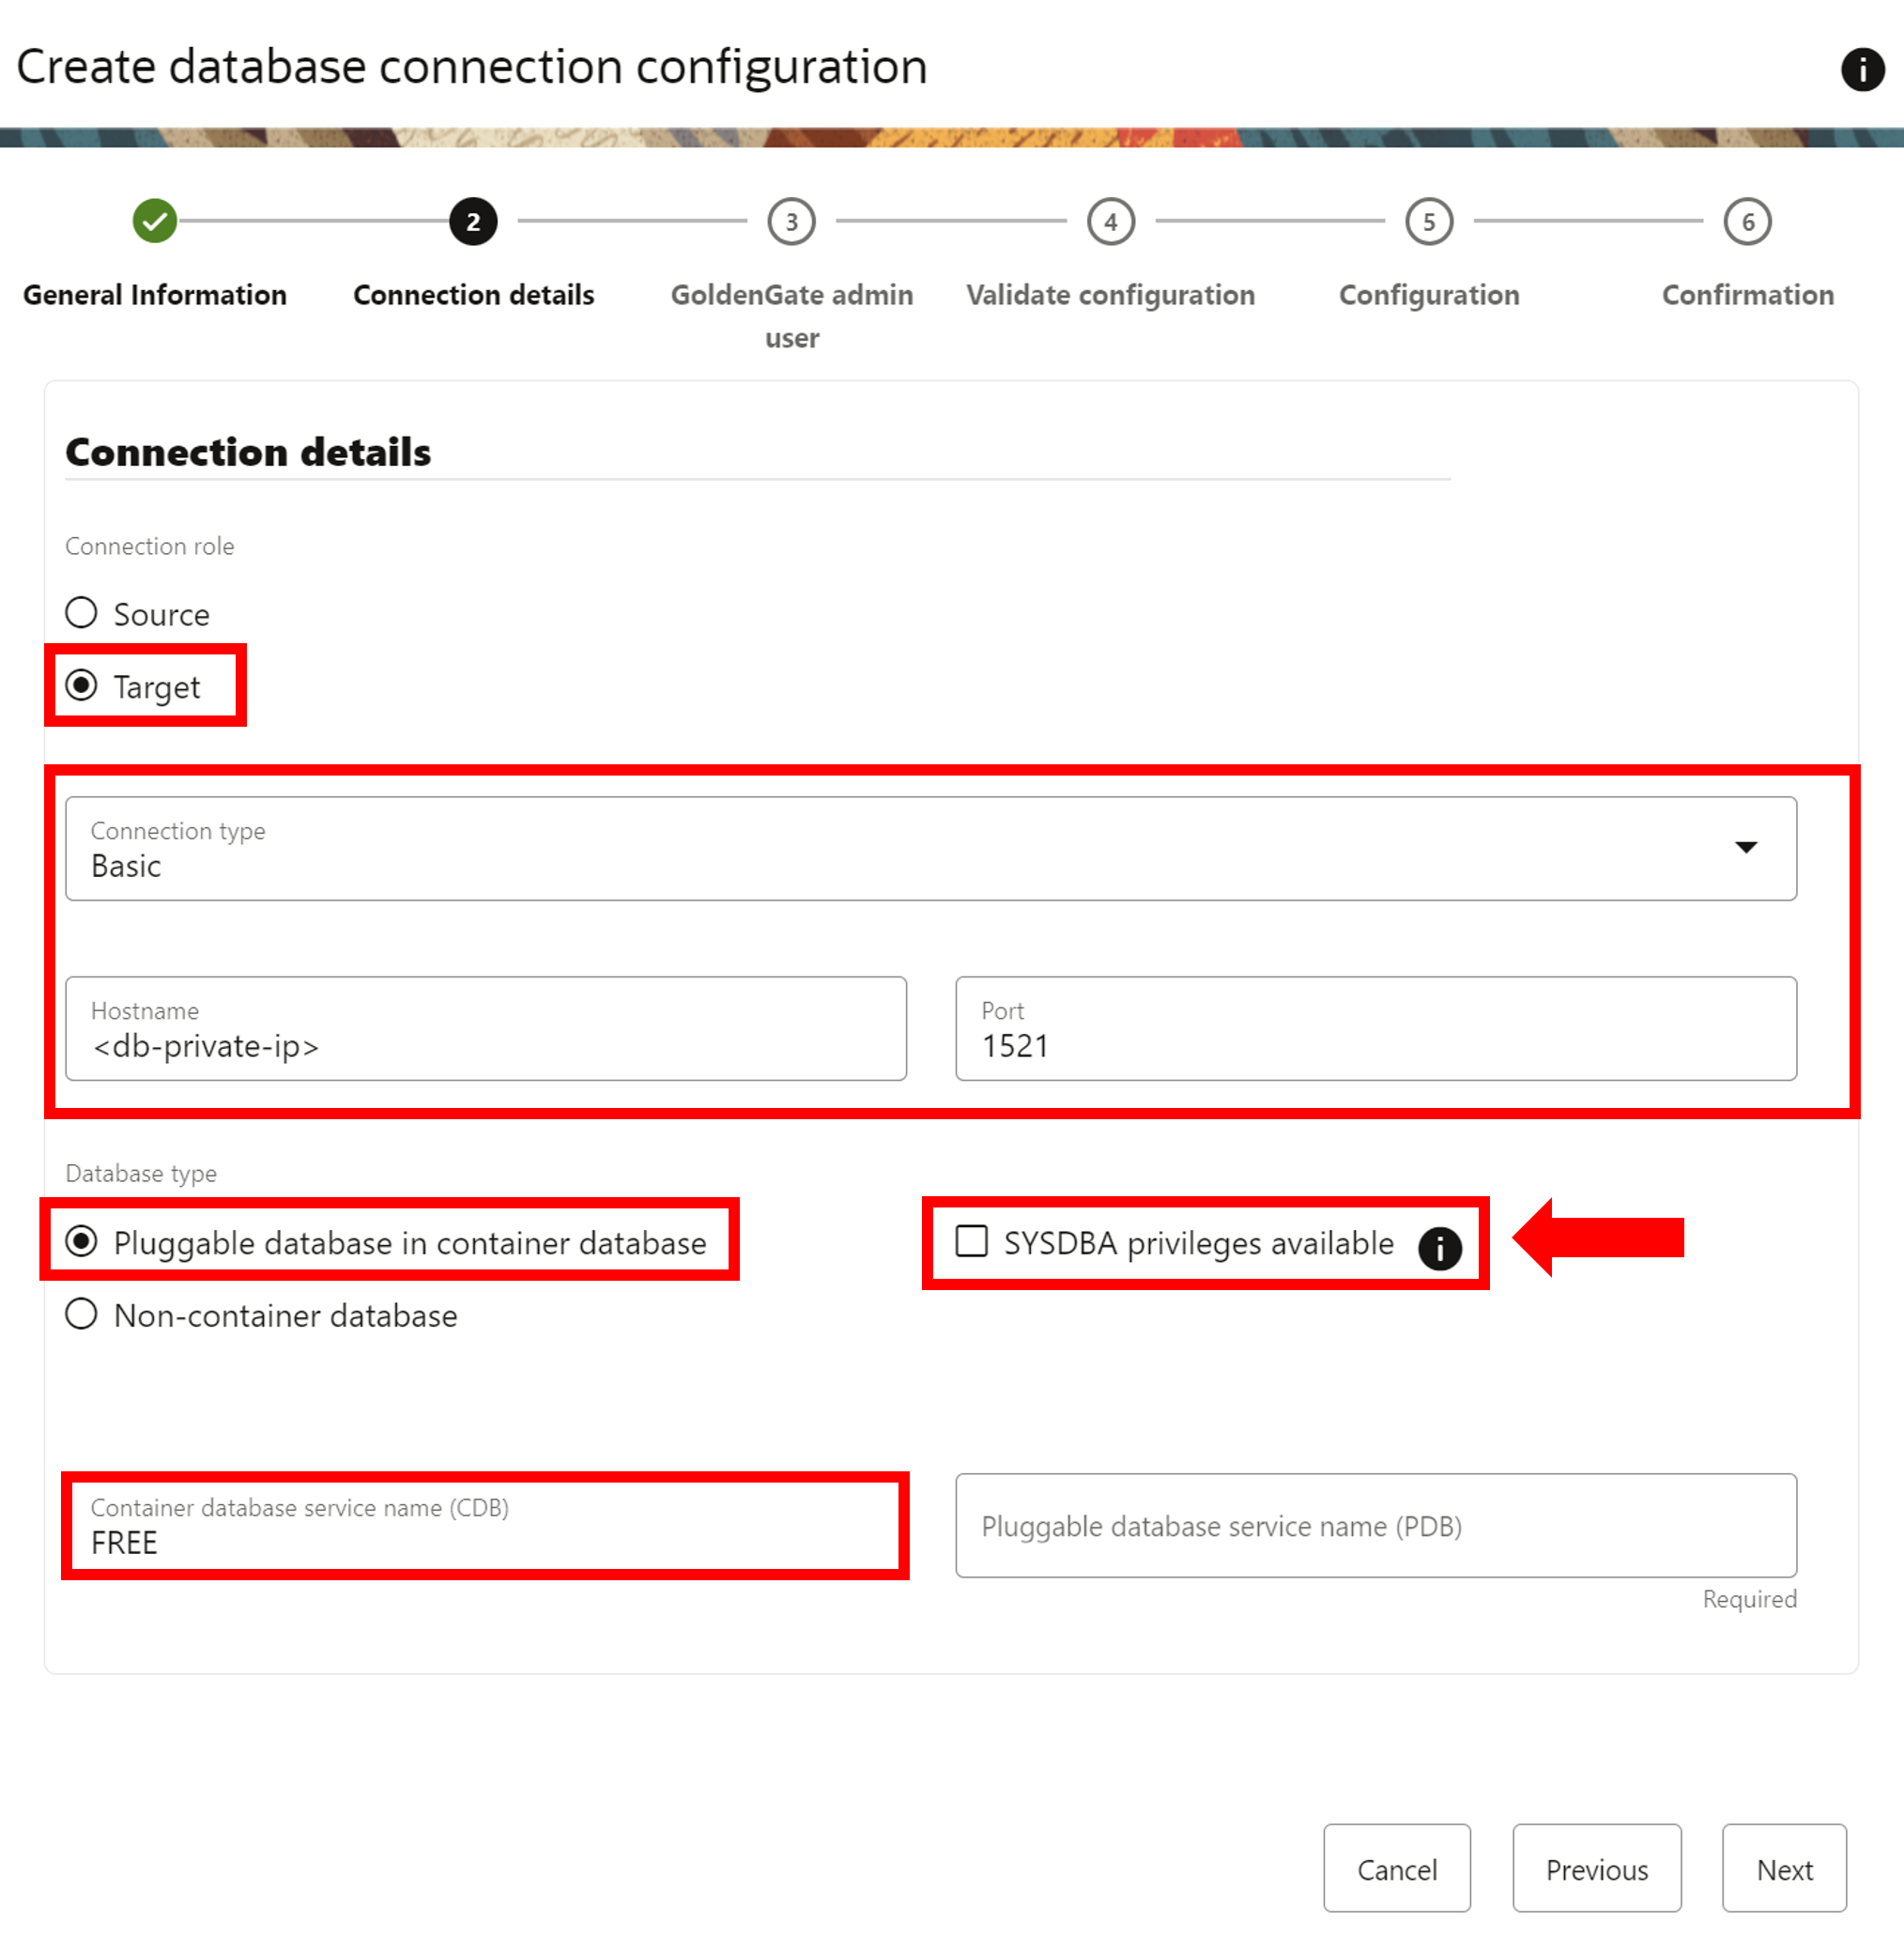 Create database connection configuration
i
2
3
4
5
6
General Information
Connection details
GoldenGate admin
user
Validate configuration
Configuration
Confirmation
Connection details
Connection role
Source
Target
Connection type
Basic
Hostname
<db-private-ip>
Port
1521
Database type
Pluggable database in container database
SYSDBA privileges available
i
Non-container database
Container database service name (CDB)
FREE
Pluggable database service name (PDB)
Required
Cancel
Previous
Next